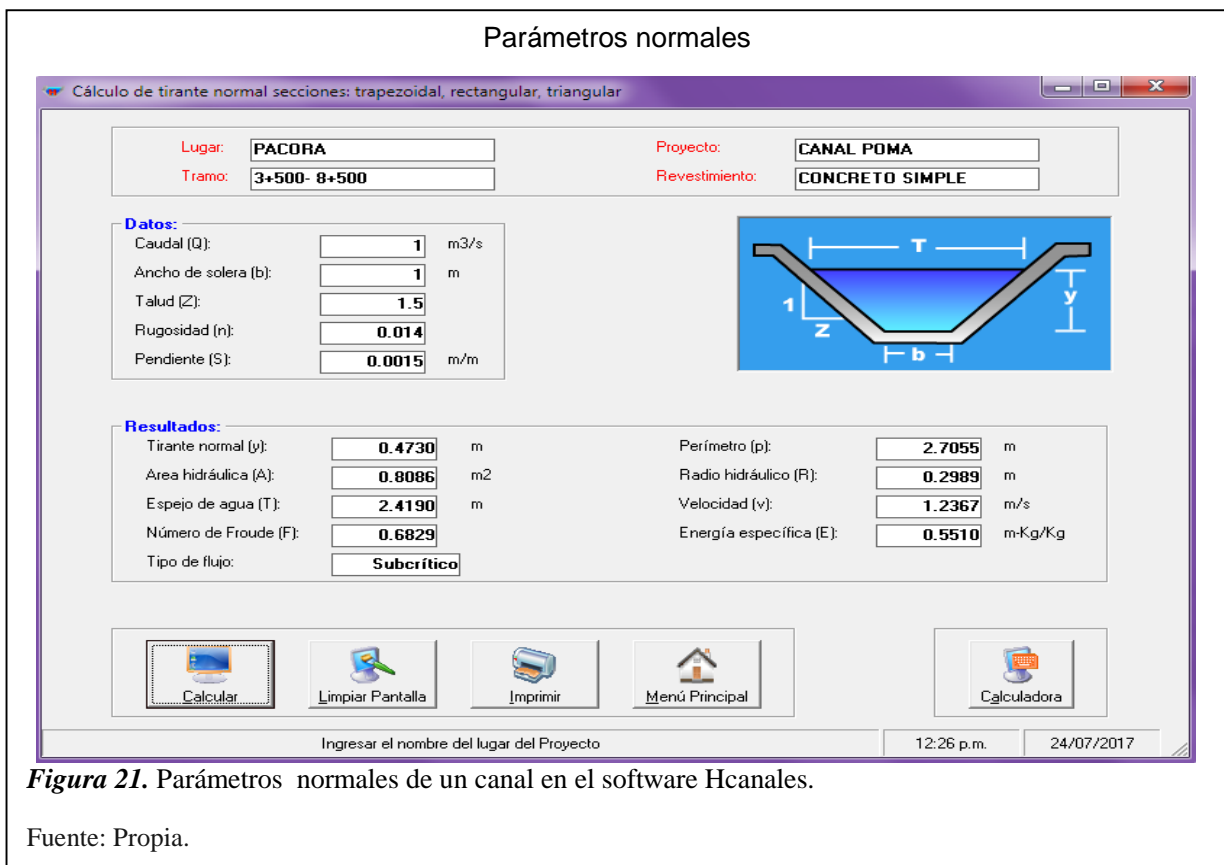 Parámetros normales
Cálculo de tirante normal secciones: trapezoidal, rectangular, triangular
Lugar: PACORA Proyecto: CANAL POMA
Tramo: 3+500- 8+500 Revestimiento: CONCRETO SIMPLE
Datos:
Caudal (Q): 1 m3/s
Ancho de solera (b): 1 m
Talud (Z): 1.5
Rugosidad (n): 0.014
Pendiente (S): 0.0015 m/m
T
1
Z
y
b
Resultados:
Tirante normal (y): 0.4730 m Perímetro (p): 2.7055 m
Area hidráulica (A): 0.8086 m2 Radio hidráulico (R): 0.2989 m
Espejo de agua (T): 2.4190 m Velocidad (v): 1.2367 m/s
Número de Froude (F): 0.6829 Energía específica (E): 0.5510 m-Kg/Kg
Tipo de flujo: Subcrítico
Calcular Limpiar Pantalla Imprimir Menú Principal Calculadora
Ingresar el nombre del lugar del Proyecto 12:26 p.m. 24/07/2017
Figura 21. Parámetros normales de un canal en el software Hcanales.
Fuente: Propia.